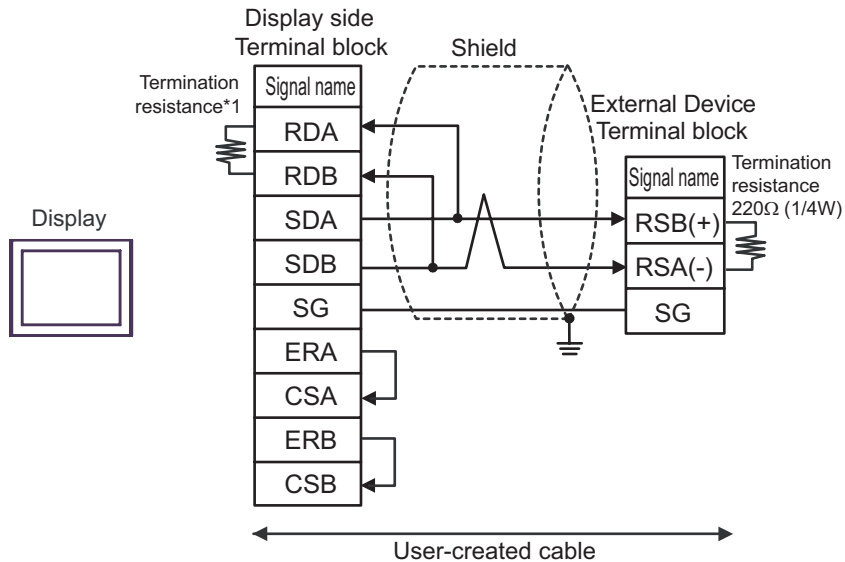 Display side
Terminal block
Shield
Termination
resistance*1
Signal name
RDA
RDB
SDA
SDB
SG
ERA
CSA
ERB
CSB
Display
External Device
Terminal block
Signal name
RSB(+)
RSA(-)
SG
Termination
resistance
220Ω (1/4W)
User-created cable